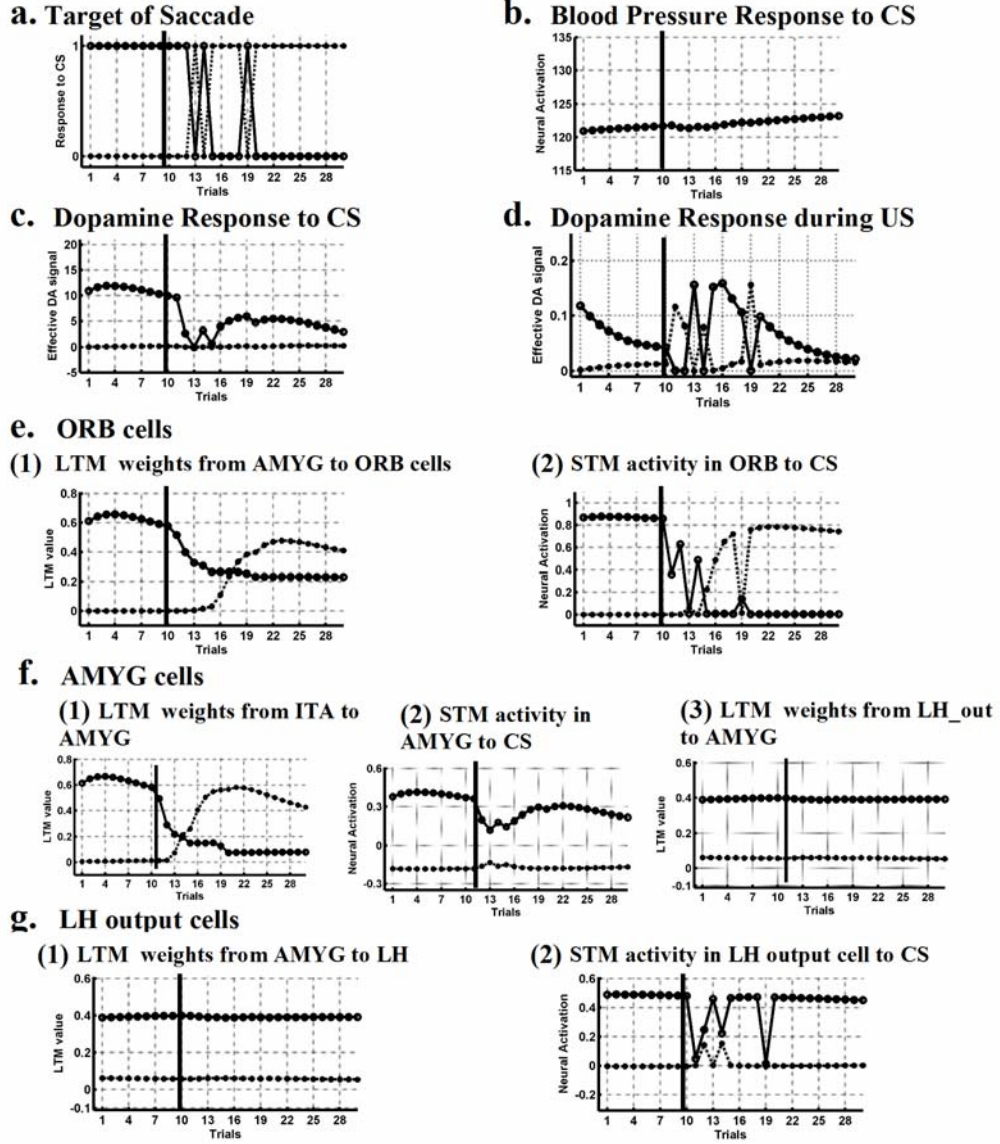 a. Target of Saccade
Response to CS
1
0
1 4 7 10 13 16 19 22 25 28
Trials
b. Blood Pressure Response to CS
Neural Activation
135
130
125
120
115
1 4 7 10 13 16 19 22 25 28
Trials
c. Dopamine Response to CS
Effective DA signal
20
15
10
5
0
-5
1 4 7 10 13 16 19 22 25 28
Trials
d. Dopamine Response during US
Effective DA signal
0.2
0.1
0
1 4 7 10 13 16 19 22 25 28
Trials
e. ORB cells
(1) LTM weights from AMYG to ORB cells
LTM value
0.8
0.6
0.4
0.2
0
1 4 7 10 13 16 19 22 25 28
Trials
(2) STM activity in ORB to CS
Neural Activation
1
0.8
0.6
0.4
0.2
0
1 4 7 10 13 16 19 22 25 28
Trials
f. AMYG cells
(1) LTM weights from ITA to
AMYG
LTM value
0.8
0.6
0.4
0.2
0
1 4 7 10 13 16 19 22 25 28
Trials
(2) STM activity in
AMYG to CS
Neural Activation
0.6
0.3
0
-0.3
1 4 7 10 13 16 19 22 25 28
Trials
(3) LTM weights from LH_out
to AMYG
LTM value
0.6
0.4
0.2
0
-0.1
1 4 7 10 13 16 19 22 25 28
Trials
g. LH output cells
(1) LTM weights from AMYG to LH
LTM value
0.6
0.4
0.2
0
-0.1
1 4 7 10 13 16 19 22 25 28
Trials
(2) STM activity in LH output cell to CS
Neural Activation
0.6
0.4
0.2
0
-0.2
1 4 7 10 13 16 19 22 25 28
Trials